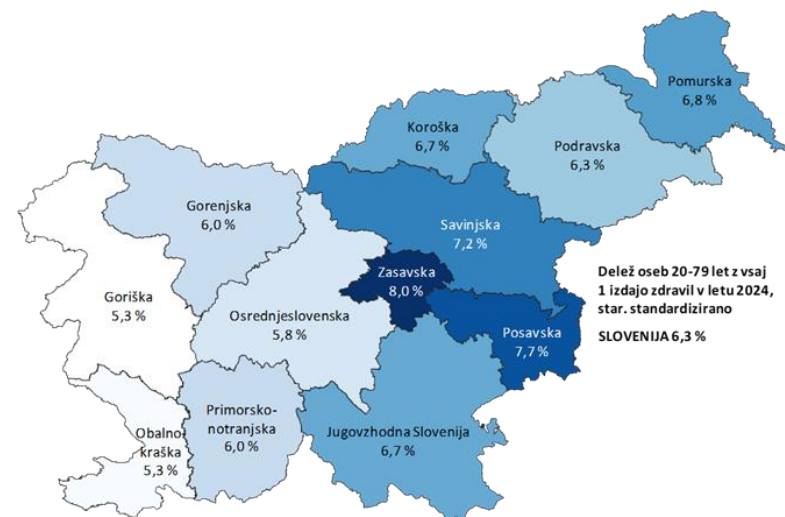 Pomurska
6,8 %
Koroška
6,7 %
Podravska
6,3 %
Gorenjska
6,0 %
Savinjska
7,2 %
Zasavska
8,0 %
Delež oseb 20-79 let z vsaj
1 izdajo zdravil v letu 2024,
star. standardizirano
SLOVENIJA 6,3 %
Goriška
5,3 %
Osrednjeslovenska
5,8 %
Posavska
7,7 %
Primorsko-
notranjska
6,0 %
Obalno-
kraška
5,3 %
Jugovzhodna Slovenija
6,7 %